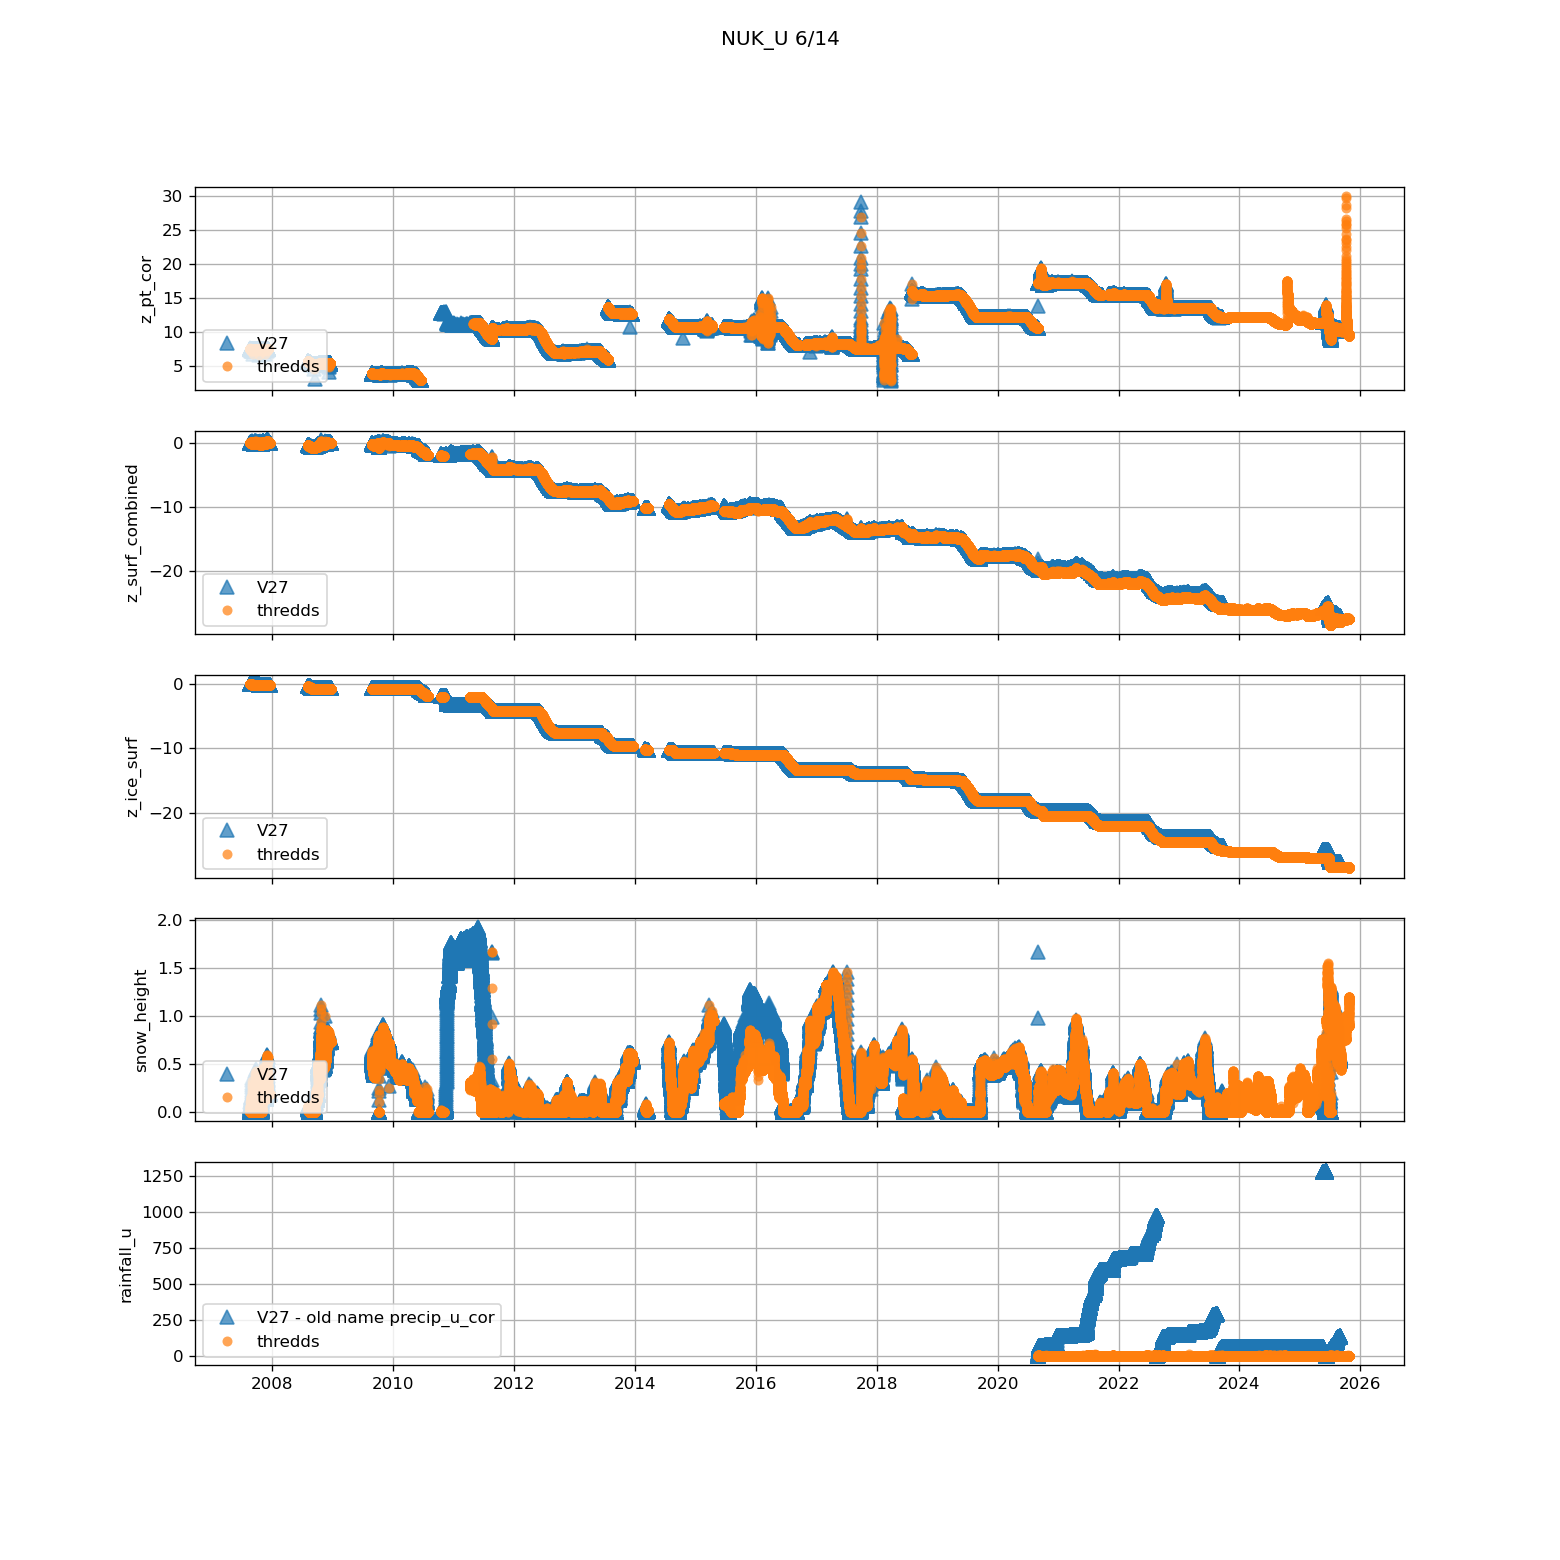 NUK_U 6/14
z_pt_cor
30
25
20
15
10
5
V27
thredds
z_surf_combined
0
−10
−20
V27
thredds
z_ice_surf
0
−10
−20
V27
thredds
snow_height
2.0
1.5
1.0
0.5
0.0
V27
thredds
rainfall_u
1250
1000
750
500
250
0
V27 - old name precip_u_cor
thredds
2008 2010 2012 2014 2016 2018 2020 2022 2024 2026